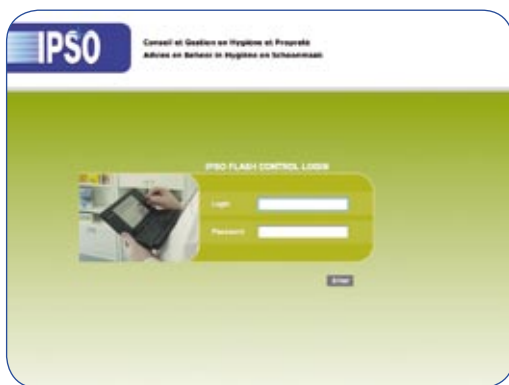 IPSO
Conseil et Gestion en Hygiène et Propreté
Advies en Beheer in Hygiëne en Schoonmaak
IPSO FLASH CONTROL LOGIN
Login
Password
Enter